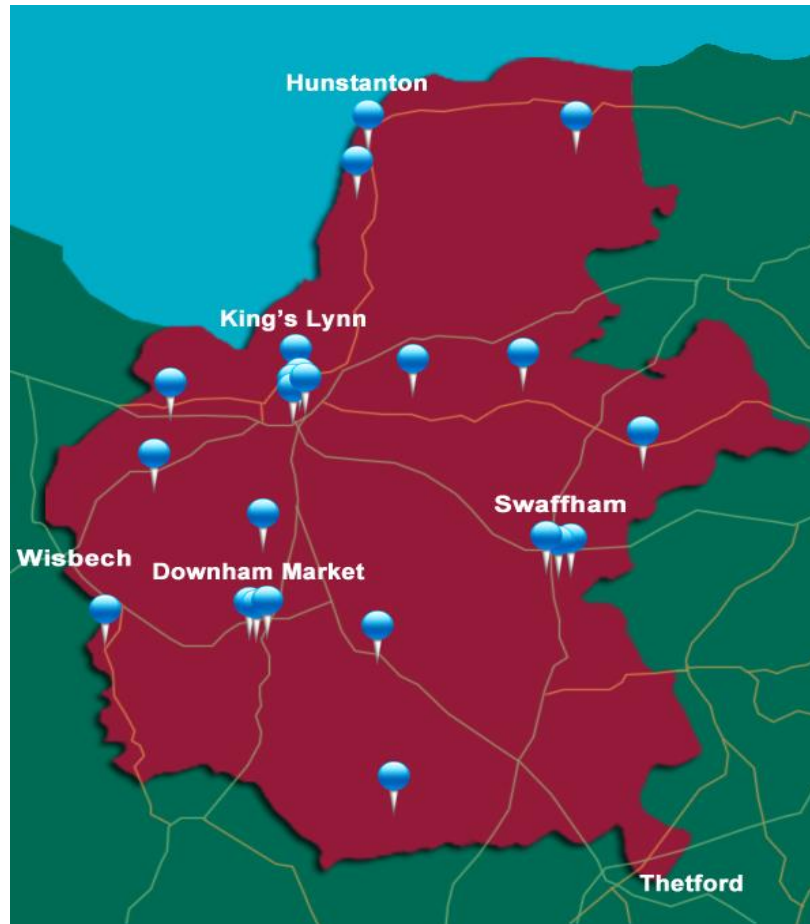 Hunstanton
King's Lynn
Swaffham
Wisbech
Downham Market
Thetford